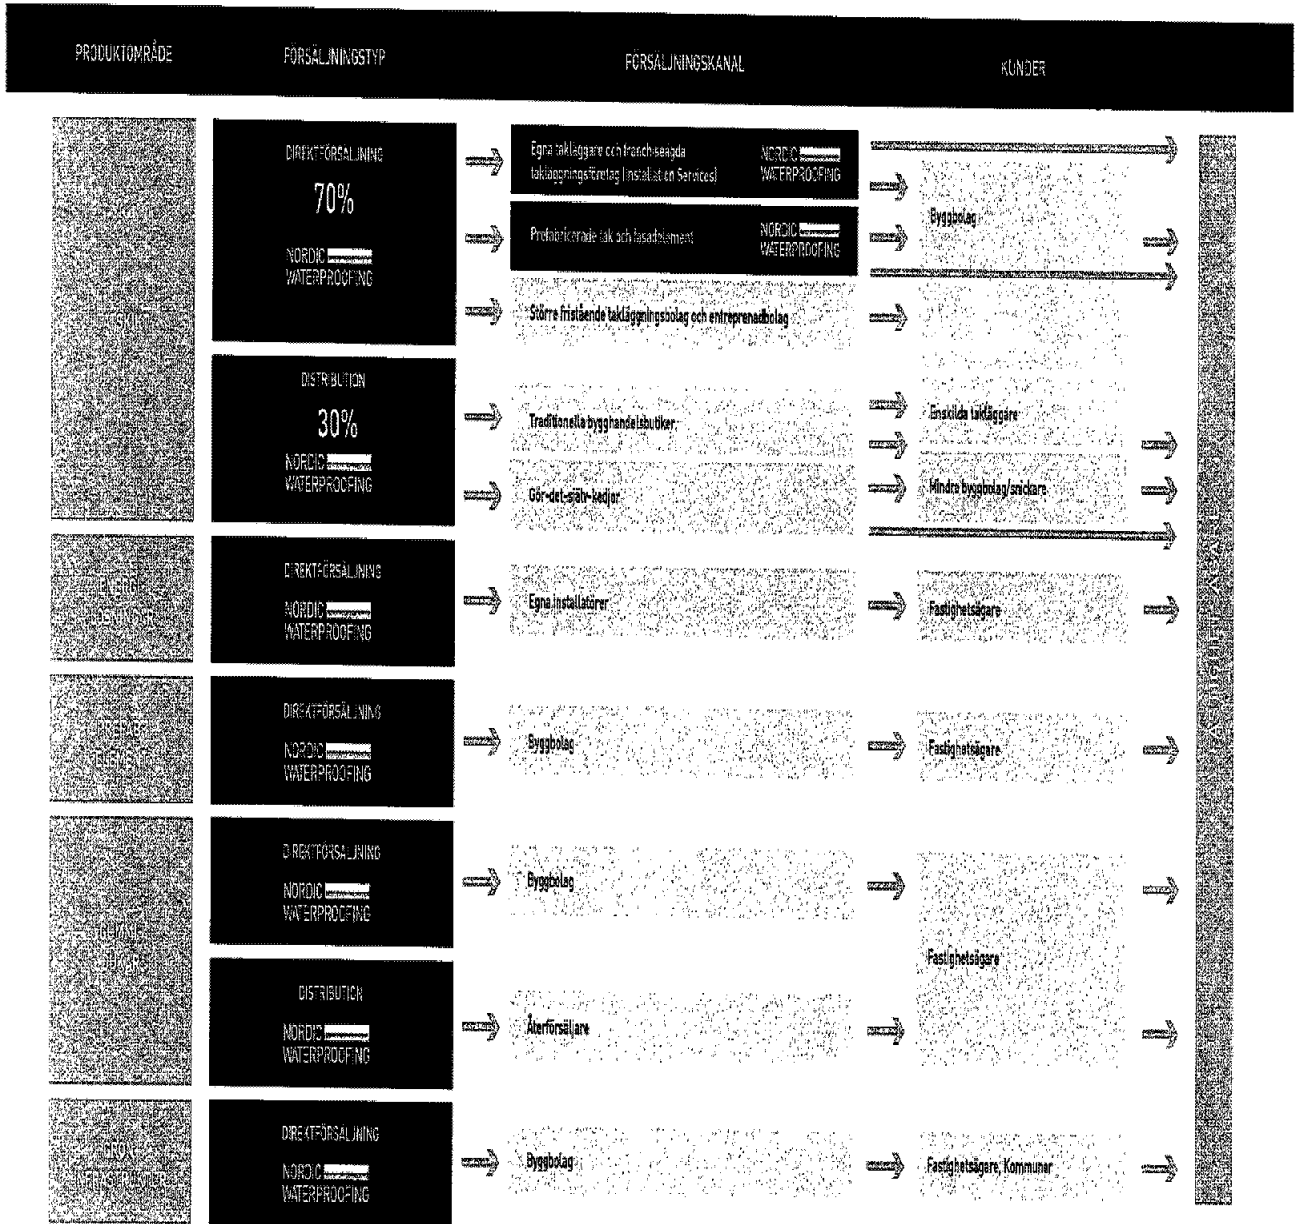 PRODUKTOMRÅDE
FÖRSÄLJNINGSTYP
FÖRSÄLJNINGSKANAL
KUNDER
DIREKTFÖRSÄLJNING
70%
NORDIC
WATERPROOFING
Egna takläggare och franchiseägda
takläggningsföretag (Installation Services)
NORDIC
WATERPROOFING
Prefabricerade tak och fasadelement
NORDIC
WATERPROOFING
Större fristående takläggningsbolag och entreprenadbolag
Byggbolag
DISTRIBUTION
30%
NORDIC
WATERPROOFING
Traditionella bygghandelsbutiker
Gör-det-själv-kedjor
Enskilda takläggare
Mindre byggbolag/snickare
DIREKTFÖRSÄLJNING
NORDIC
WATERPROOFING
Egna installatörer
Fastighetsägare
DIREKTFÖRSÄLJNING
NORDIC
WATERPROOFING
Byggbolag
Fastighetsägare
DIREKTFÖRSÄLJNING
NORDIC
WATERPROOFING
Byggbolag
Fastighetsägare
DISTRIBUTION
NORDIC
WATERPROOFING
Återförsäljare
DIREKTFÖRSÄLJNING
NORDIC
WATERPROOFING
Byggbolag
Fastighetsägare, Kommuner